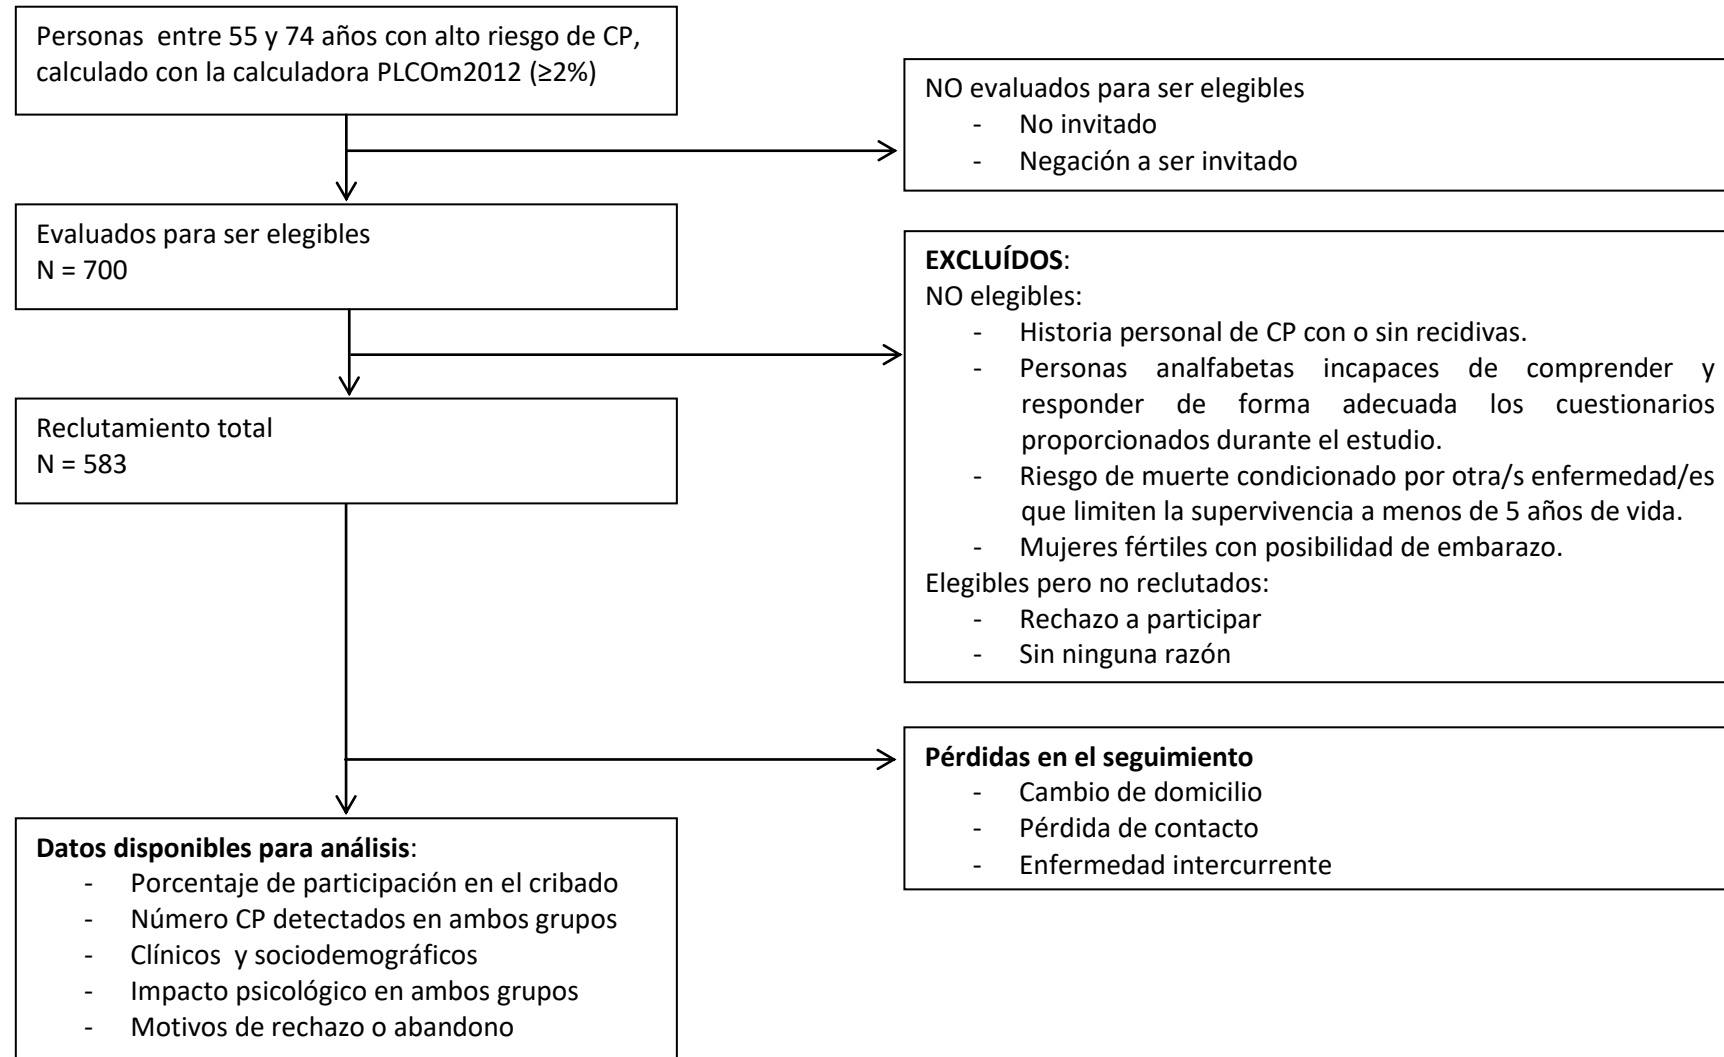 Personas  entre 55 y 74 años con alto riesgo de CP,
calculado con la calculadora PLCOm2012 (≥2%)
NO evaluados para ser elegibles
- No invitado
- Negación a ser invitado
Evaluados para ser elegibles
N = 700
EXCLUÍDOS:
NO elegibles:
- Historia personal de CP con o sin recidivas.
- Personas analfabetas incapaces de comprender y
responder de forma adecuada los cuestionarios
proporcionados durante el estudio.
- Riesgo de muerte condicionado por otra/s enfermedad/es
que limiten la supervivencia a menos de 5 años de vida.
- Mujeres fértiles con posibilidad de embarazo.
Elegibles pero no reclutados:
- Rechazo a participar
- Sin ninguna razón
Reclutamiento total
N = 583
Pérdidas en el seguimiento
- Cambio de domicilio
- Pérdida de contacto
- Enfermedad intercurrente
Datos disponibles para análisis:
- Porcentaje de participación en el cribado
- Número CP detectados en ambos grupos
- Clínicos  y sociodemográficos
- Impacto psicológico en ambos grupos
- Motivos de rechazo o abandono